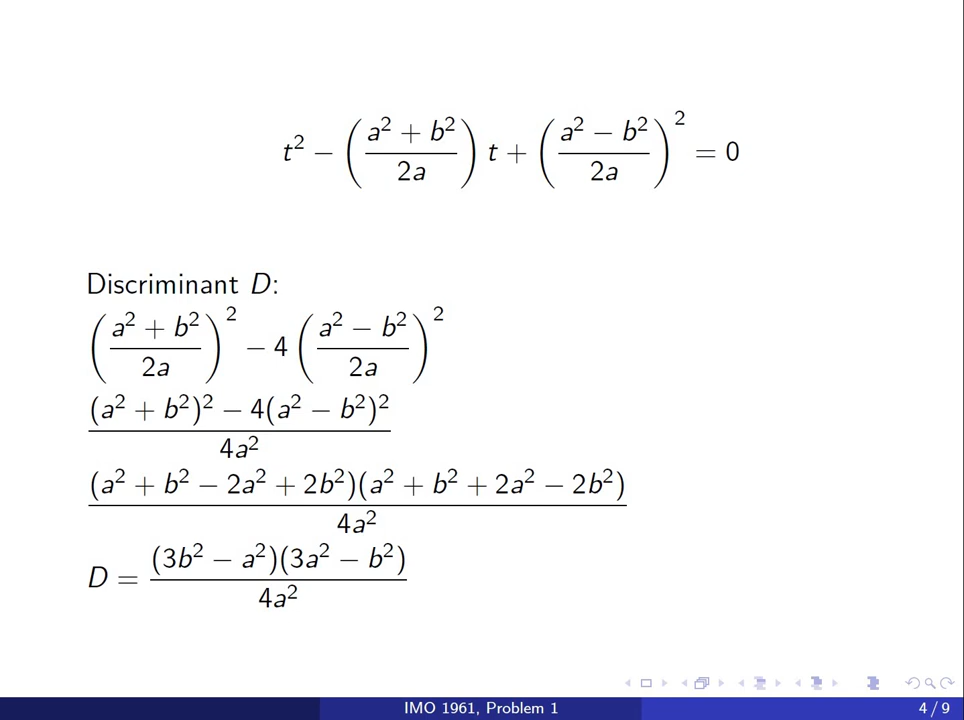 t² − ((a² + b²)/(2a)) t + ((a² − b²)/(2a))² = 0
Discriminant D:
((a² + b²)/(2a))² − 4((a² − b²)/(2a))²
((a² + b²)² − 4(a² − b²)²)/(4a²)
((a² + b² − 2a² + 2b²)(a² + b² + 2a² − 2b²))/(4a²)
D = ((3b² − a²)(3a² − b²))/(4a²)
IMO 1961, Problem 1
4 / 9